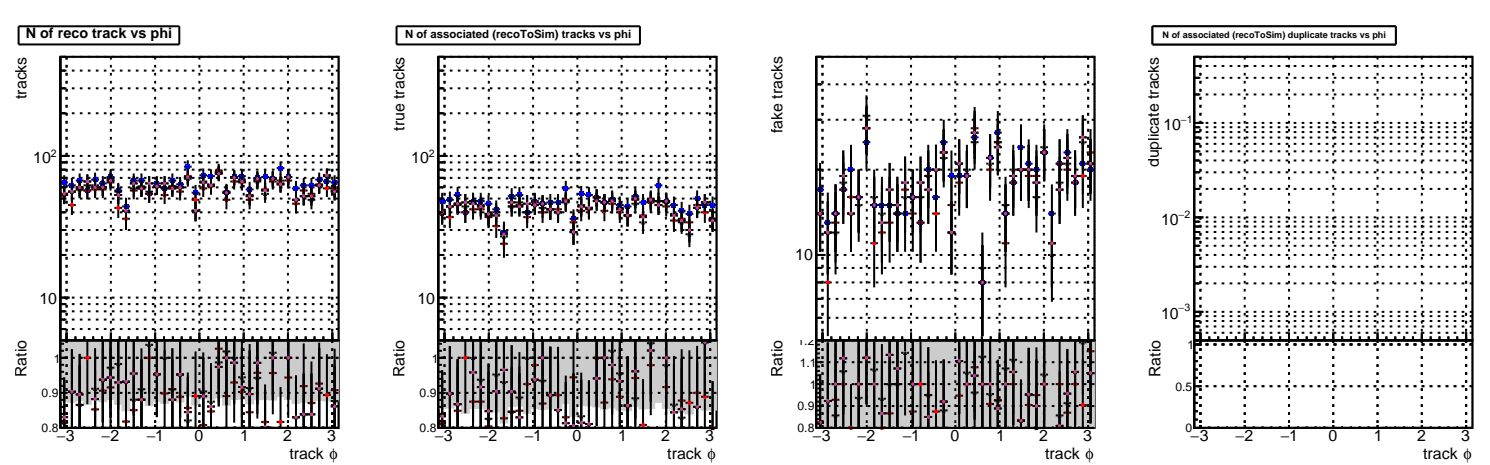 N of reco track vs phi
tracks
10²
10
Ratio
1
0.9
0.8
−3 −2 −1 0 1 2 3
track ϕ
N of associated (recoToSim) tracks vs phi
true tracks
10²
10
Ratio
1
0.9
0.8
−3 −2 −1 0 1 2 3
track ϕ
fake tracks
10
Ratio
1.2
1.1
1
0.9
0.8
−3 −2 −1 0 1 2 3
track ϕ
N of associated (recoToSim) duplicate tracks vs phi
duplicate tracks
10⁻¹
10⁻²
10⁻³
Ratio
1
0.5
0
−3 −2 −1 0 1 2 3
track ϕ